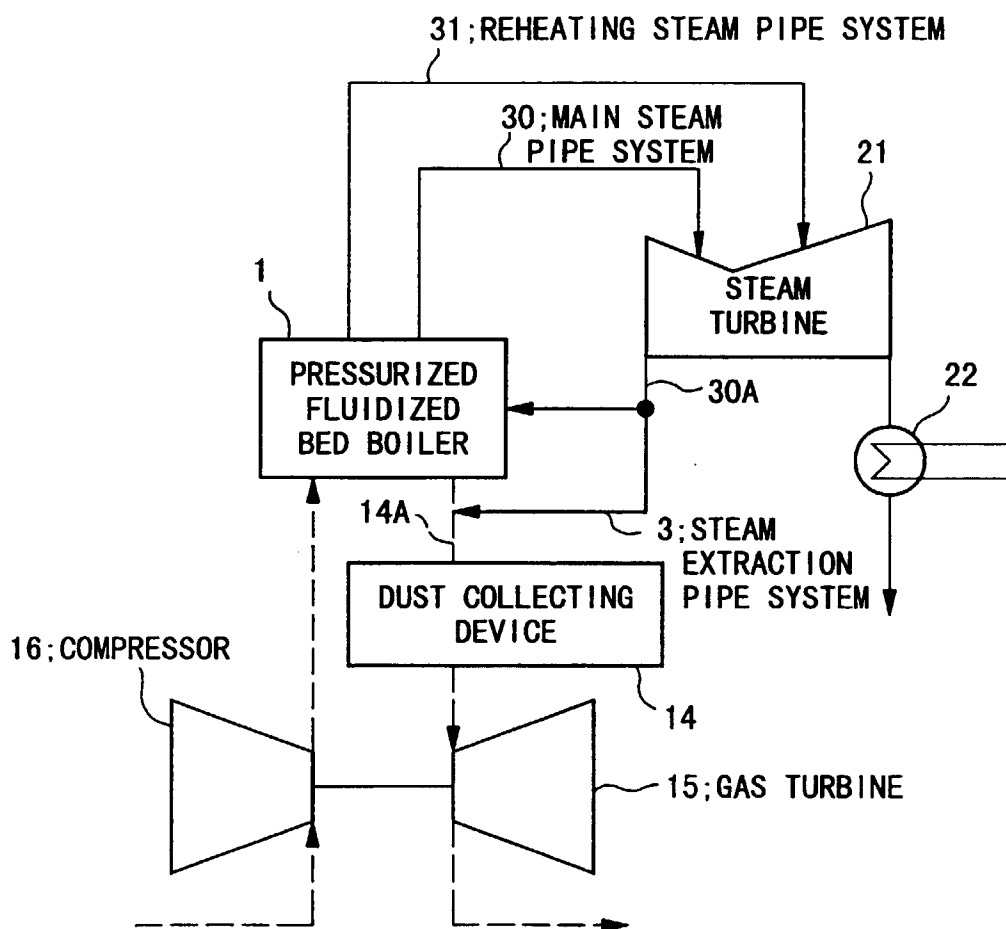 31;REHEATING STEAM PIPE SYSTEM
30;MAIN STEAM
PIPE SYSTEM
21
1
STEAM
TURBINE
PRESSURIZED
FLUIDIZED
BED BOILER
30A
22
14A
3;STEAM
EXTRACTION
PIPE SYSTEM
DUST COLLECTING
DEVICE
16;COMPRESSOR
14
15;GAS TURBINE